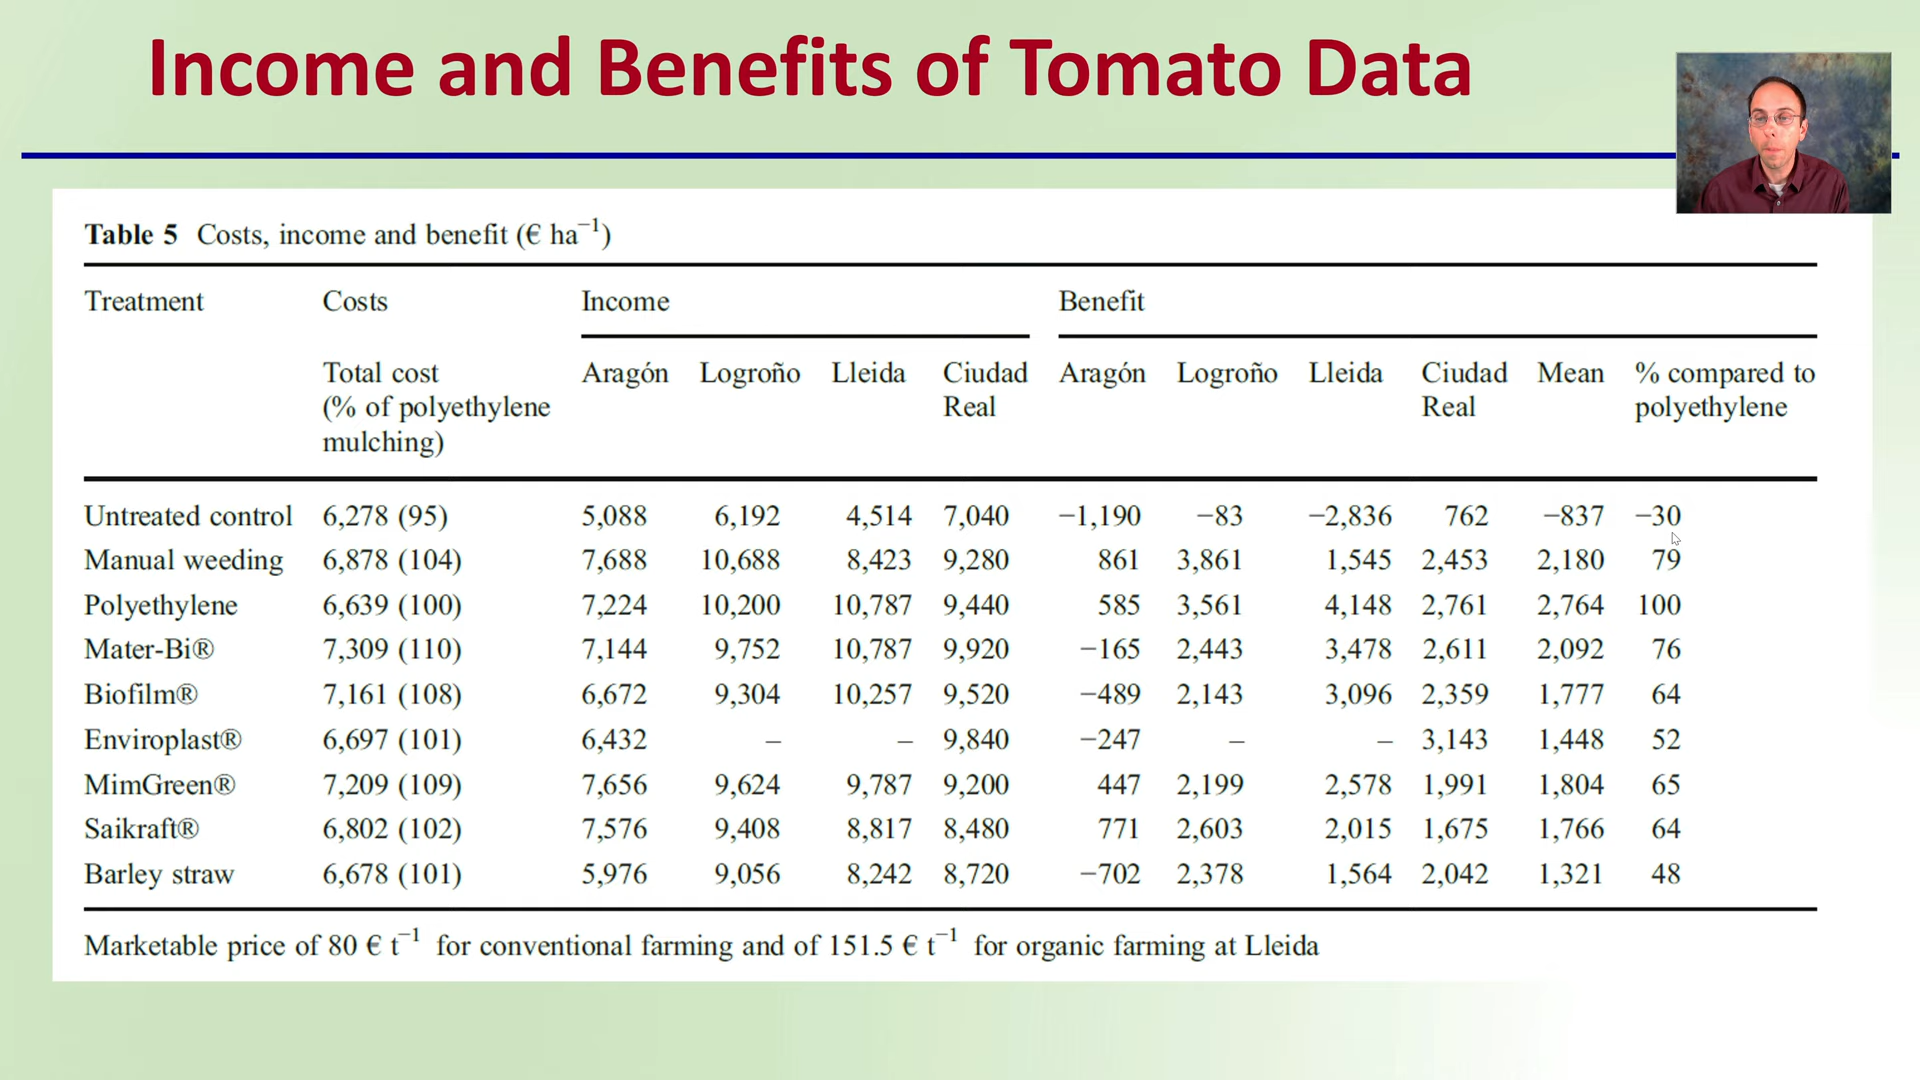 Income and Benefits of Tomato Data
Table 5 Costs, income and benefit (€ ha⁻¹)
Treatment Costs Income Benefit
Total cost Aragón Logroño Lleida Ciudad Aragón Logroño Lleida Ciudad Mean % compared to
(% of polyethylene Real Real polyethylene
mulching)
Untreated control 6,278 (95) 5,088 6,192 4,514 7,040 −1,190 −83 −2,836 762 −837 −30
Manual weeding 6,878 (104) 7,688 10,688 8,423 9,280 861 3,861 1,545 2,453 2,180 79
Polyethylene 6,639 (100) 7,224 10,200 10,787 9,440 585 3,561 4,148 2,761 2,764 100
Mater-Bi® 7,309 (110) 7,144 9,752 10,787 9,920 −165 2,443 3,478 2,611 2,092 76
Biofilm® 7,161 (108) 6,672 9,304 10,257 9,520 −489 2,143 3,096 2,359 1,777 64
Enviroplast® 6,697 (101) 6,432 – – 9,840 −247 – – 3,143 1,448 52
MimGreen® 7,209 (109) 7,656 9,624 9,787 9,200 447 2,199 2,578 1,991 1,804 65
Saikraft® 6,802 (102) 7,576 9,408 8,817 8,480 771 2,603 2,015 1,675 1,766 64
Barley straw 6,678 (101) 5,976 9,056 8,242 8,720 −702 2,378 1,564 2,042 1,321 48
Marketable price of 80 € t⁻¹ for conventional farming and of 151.5 € t⁻¹ for organic farming at Lleida